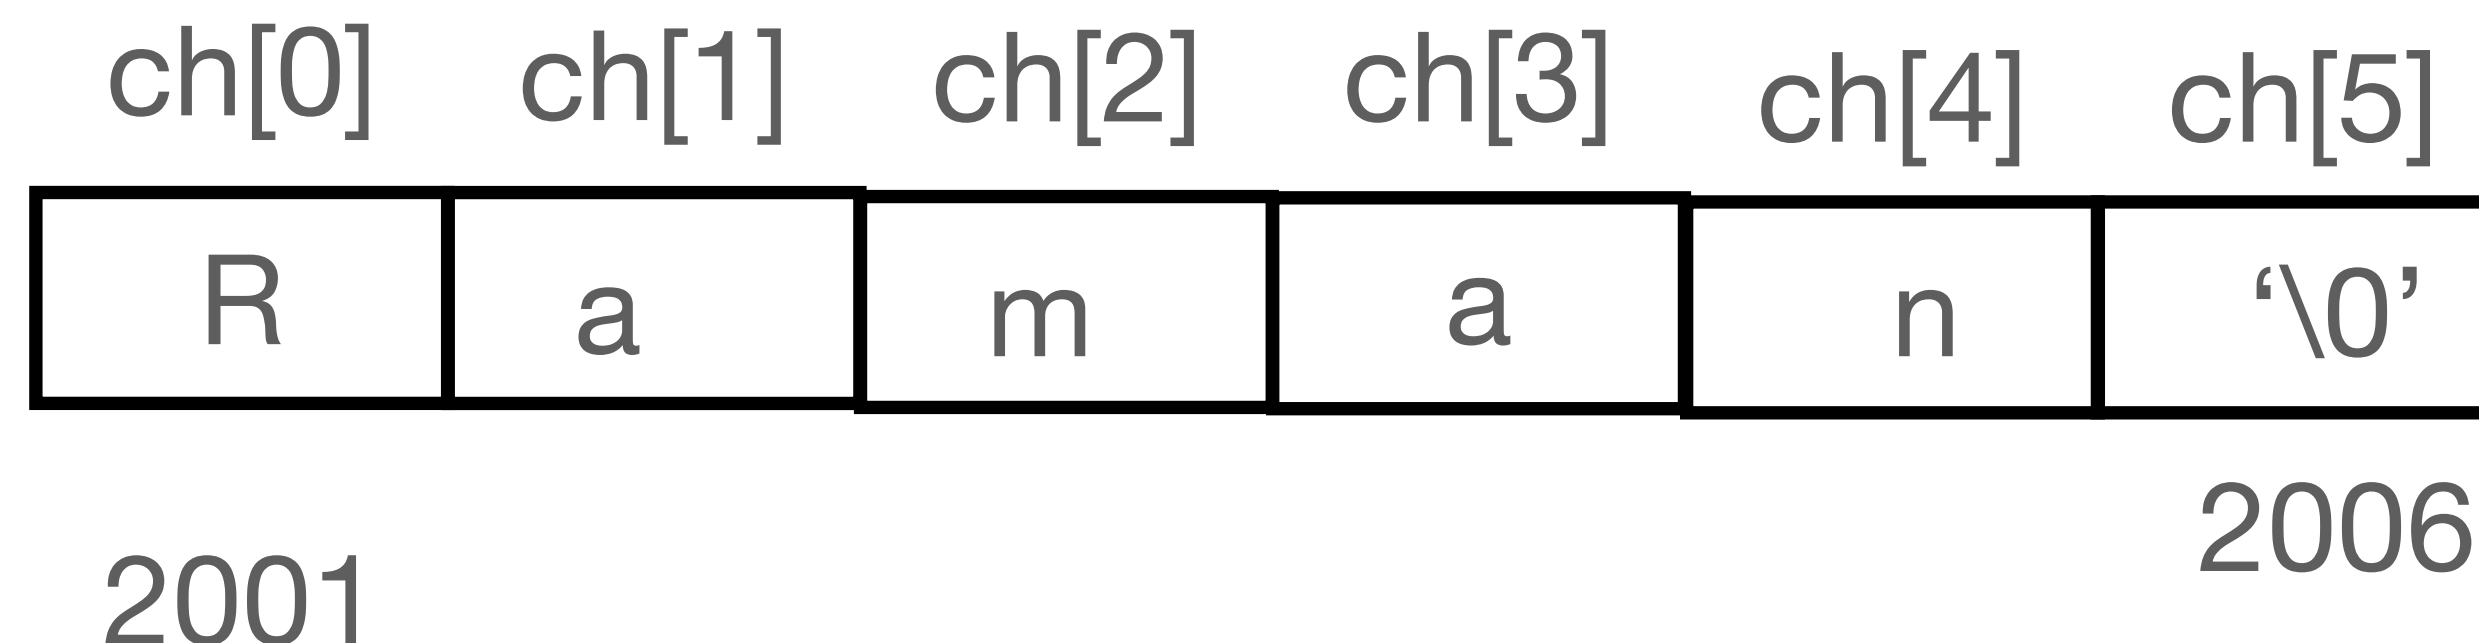 ch[0] ch[1] ch[2] ch[3] ch[4] ch[5]
R a m a n ‘\0’
2001 2006